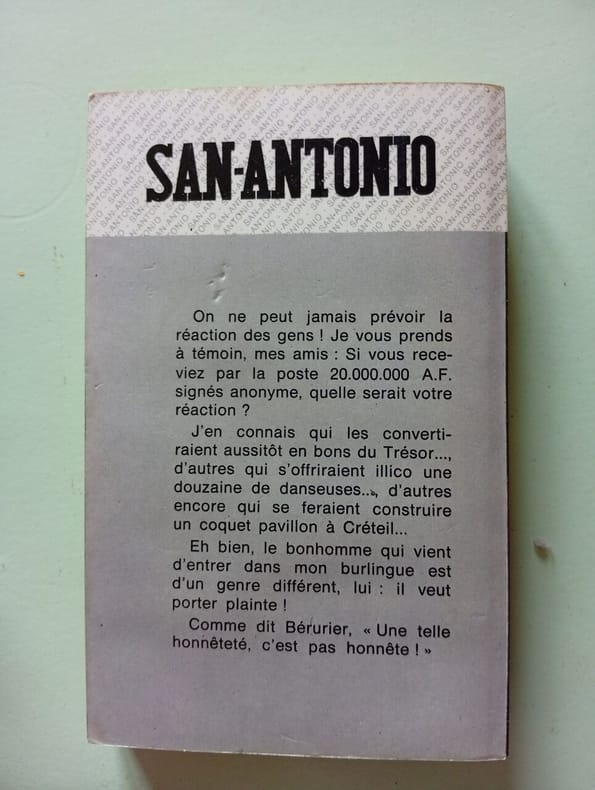 SAN-ANTONIO
On ne peut jamais prévoir la
réaction des gens ! Je vous prends
à témoin, mes amis : Si vous rece-
viez par la poste 20.000.000 A.F.
signés anonyme, quelle serait votre
réaction ?
J'en connais qui les converti-
raient aussitôt en bons du Trésor...,
d'autres qui s'offriraient illico une
douzaine de danseuses..., d'autres
encore qui se feraient construire
un coquet pavillon à Créteil...
Eh bien, le bonhomme qui vient
d'entrer dans mon burlingue est
d'un genre différent, lui : il veut
porter plainte !
Comme dit Bérurier, « Une telle
honnêteté, c'est pas honnête ! »